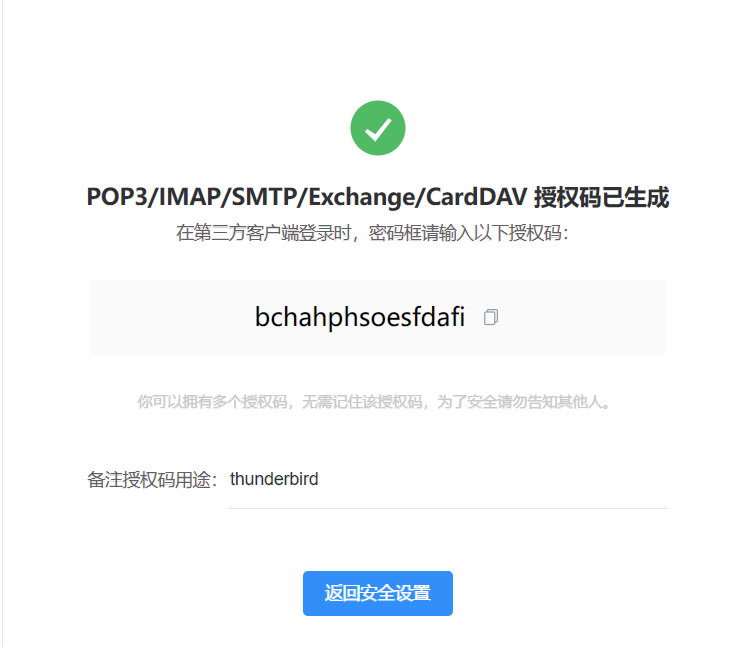 POP3/IMAP/SMTP/Exchange/CardDAV 授权码已生成
在第三方客户端登录时，密码框请输入以下授权码：
bchahphsoesfdafi
你可以拥有多个授权码，无需记住该授权码，为了安全请勿告知其他人。
备注授权码用途：thunderbird
返回安全设置